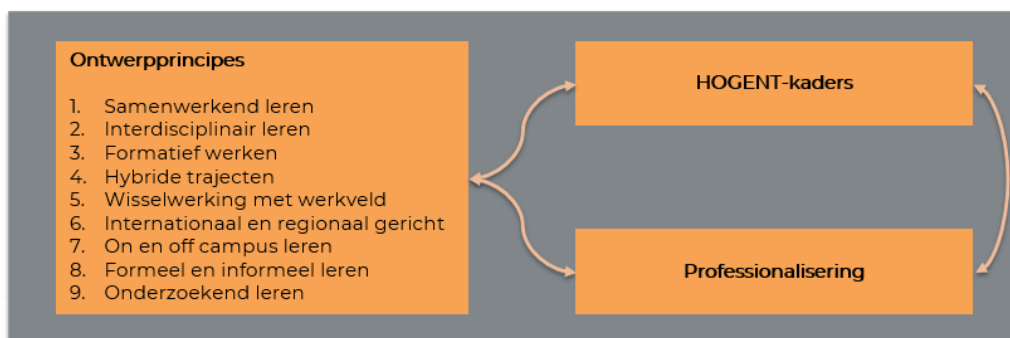 Ontwerpprincipes
1. Samenwerkend leren
2. Interdisciplinair leren
3. Formatief werken
4. Hybride trajecten
5. Wisselwerking met werkveld
6. Internationaal en regionaal gericht
7. On en off campus leren
8. Formeel en informeel leren
9. Onderzoekend leren
HOGENT-kaders
Professionalisering